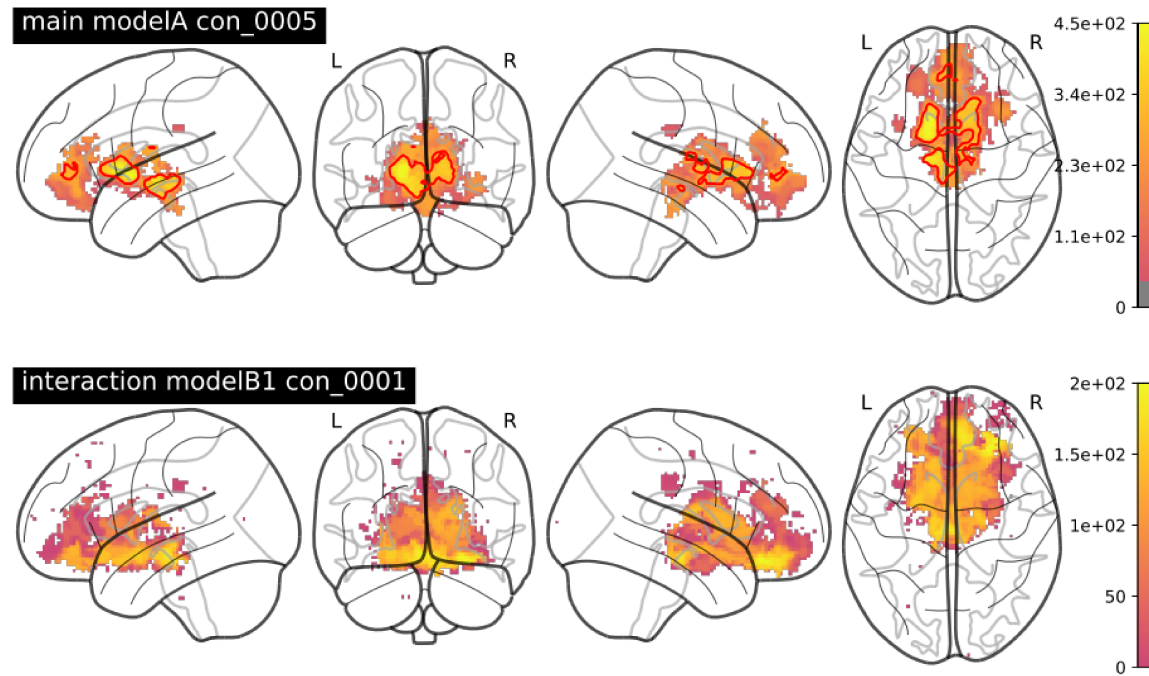 main modelA con_0005
L R L R
4.5e+02
3.4e+02
2.3e+02
1.1e+02
0
interaction modelB1 con_0001
L R L R
2e+02
1.5e+02
1e+02
50
0